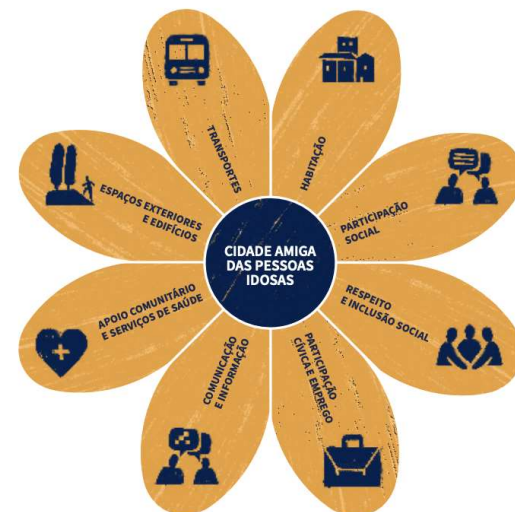 CIDADE AMIGA
DAS PESSOAS
IDOSAS
TRANSPORTES
HABITAÇÃO
PARTICIPAÇÃO
SOCIAL
RESPEITO
E INCLUSÃO SOCIAL
PARTICIPAÇÃO
CÍVICA E EMPREGO
COMUNICAÇÃO
E INFORMAÇÃO
APOIO COMUNITÁRIO
E SERVIÇOS DE SAÚDE
ESPAÇOS EXTERIORES
E EDIFÍCIOS